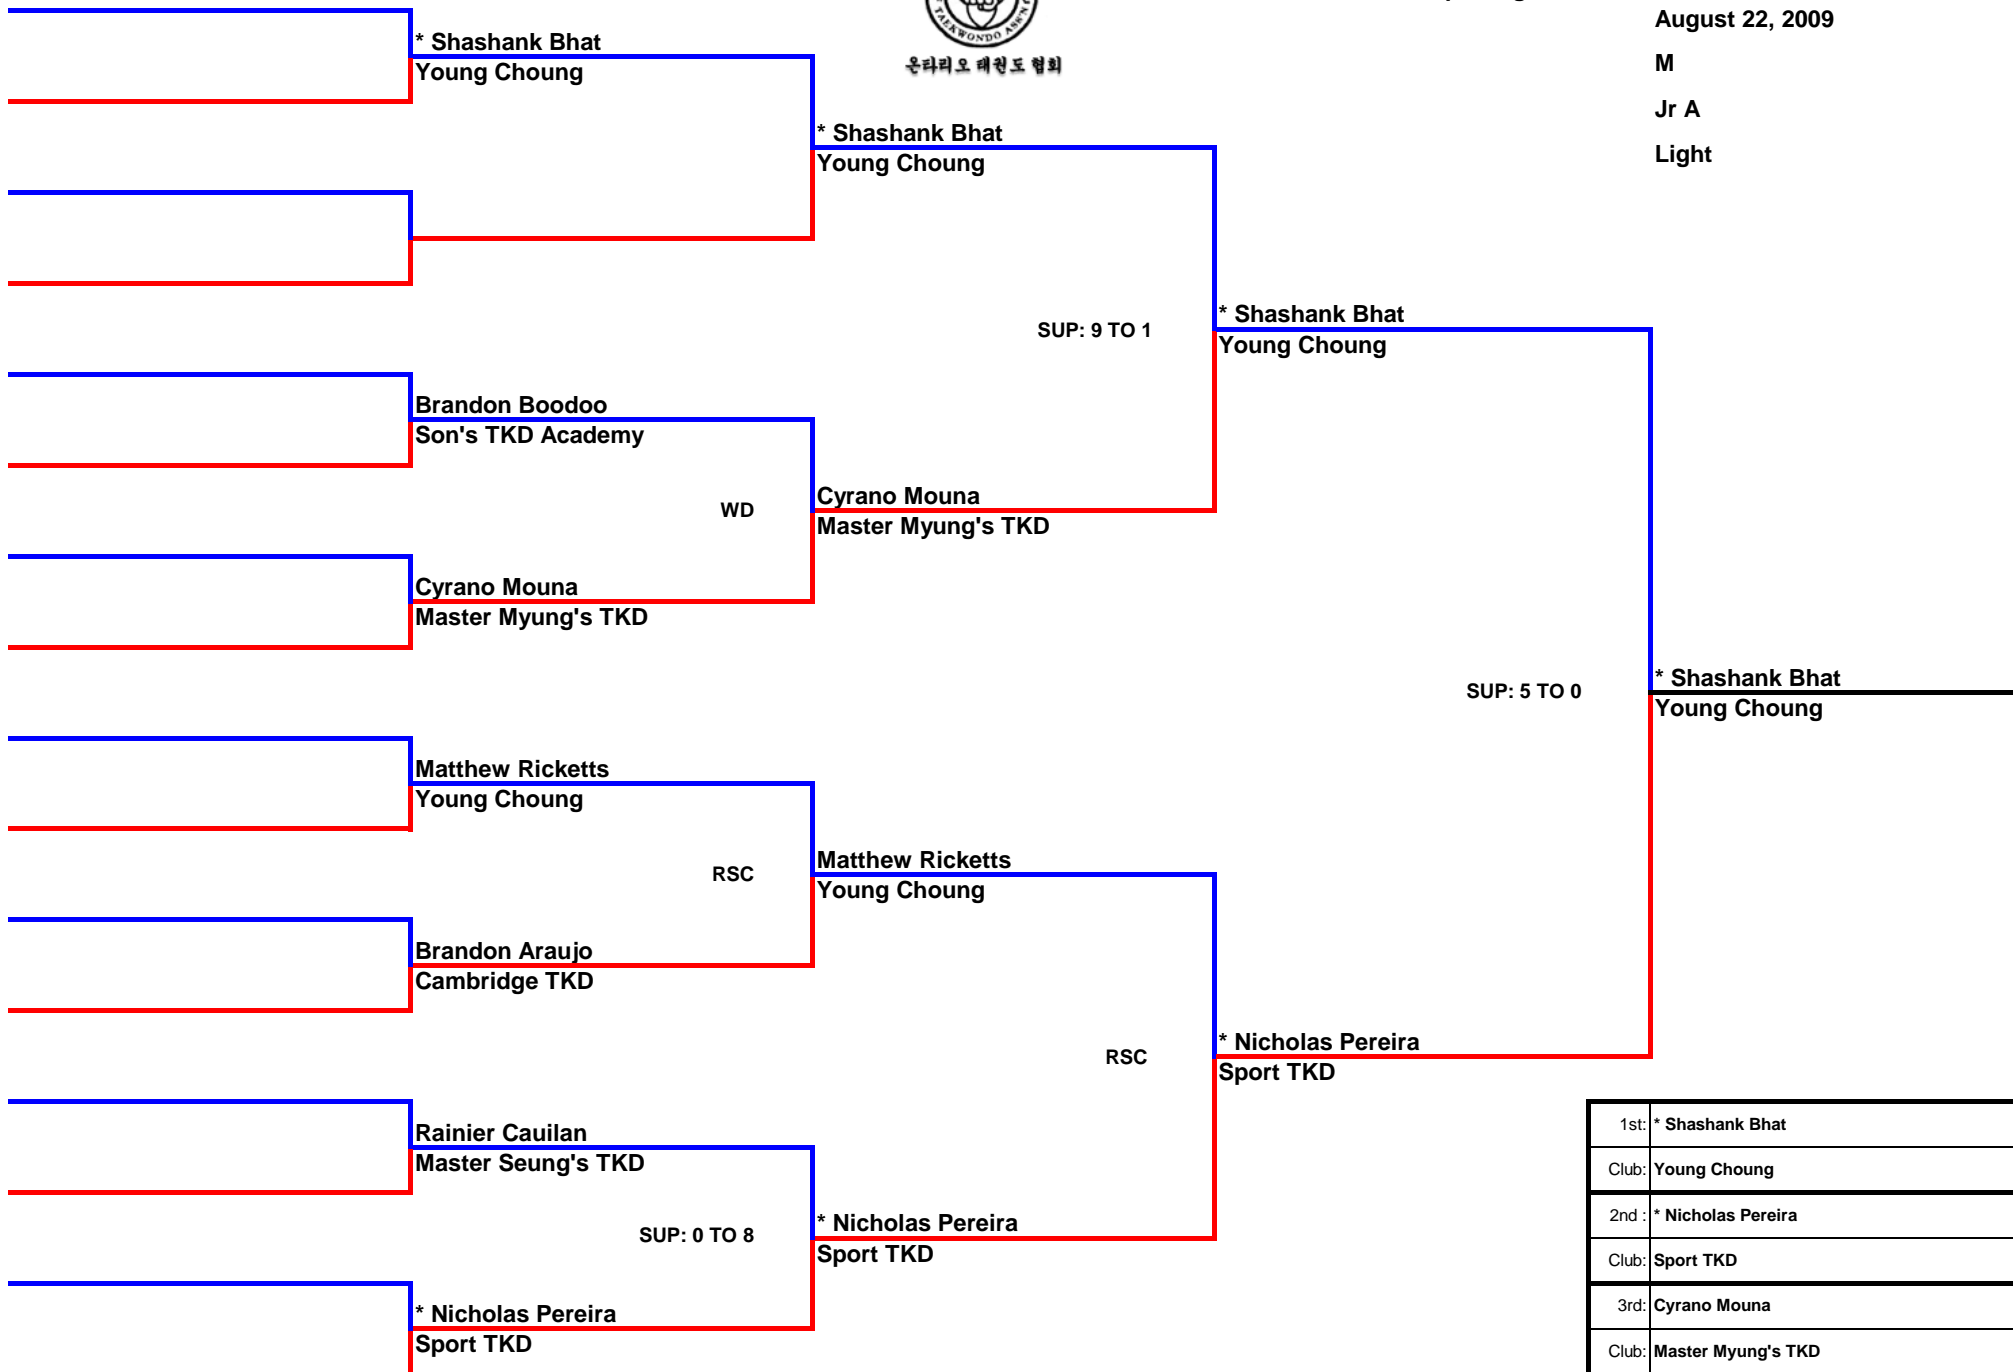 August 22, 2009
M
Jr A
Light
TAEKWONDO ASS'N
온타리오 태권도 협회
* Shashank Bhat
Young Choung
* Shashank Bhat
Young Choung
SUP: 9 TO 1
* Shashank Bhat
Young Choung
Brandon Boodoo
Son's TKD Academy
WD
Cyrano Mouna
Master Myung's TKD
Cyrano Mouna
Master Myung's TKD
SUP: 5 TO 0
* Shashank Bhat
Young Choung
Matthew Ricketts
Young Choung
RSC
Matthew Ricketts
Young Choung
Brandon Araujo
Cambridge TKD
RSC
* Nicholas Pereira
Sport TKD
Rainier Cauilan
Master Seung's TKD
SUP: 0 TO 8
* Nicholas Pereira
Sport TKD
* Nicholas Pereira
Sport TKD
1st: * Shashank Bhat
Club: Young Choung
2nd : * Nicholas Pereira
Club: Sport TKD
3rd: Cyrano Mouna
Club: Master Myung's TKD